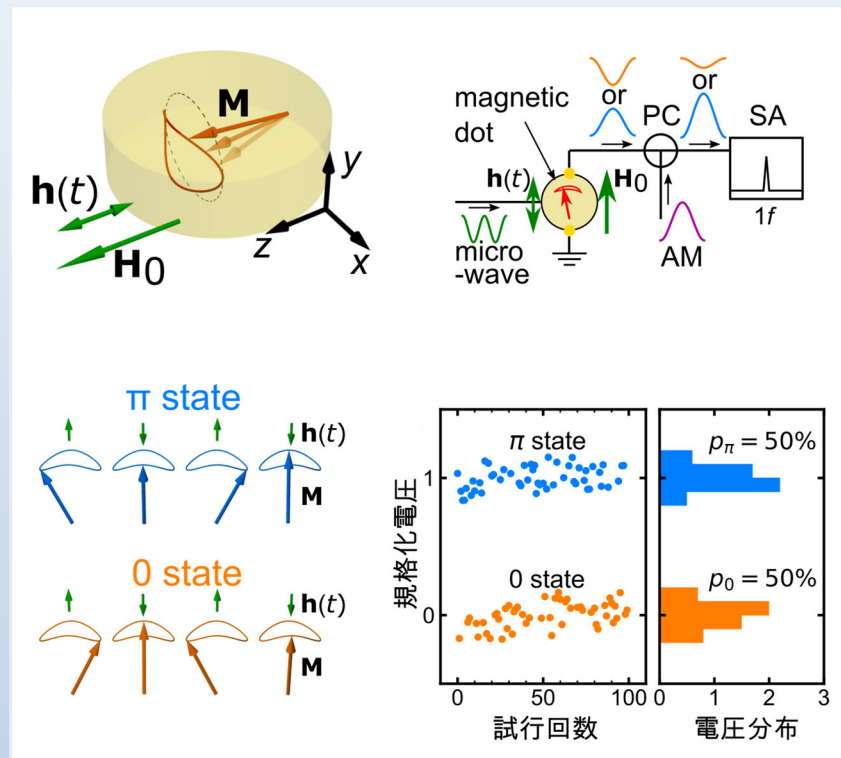 M
h(t)
H0
y
z
x
magnetic
dot
or
or
PC
SA
h(t)
H0
micro
-wave
AM
1f
π state
h(t)
M
0 state
h(t)
M
規格化電圧
1
0
π state
0 state
0
50
100
試行回数
pπ = 50%
p0 = 50%
0
1
2
3
電圧分布